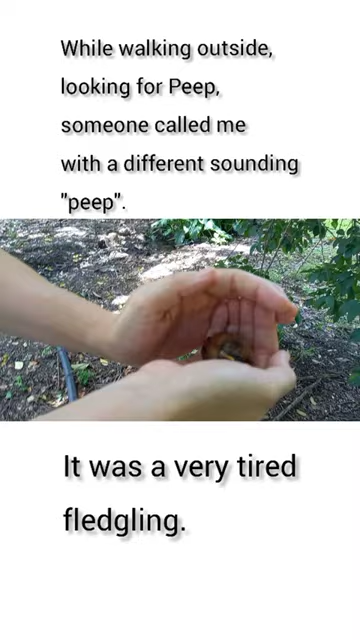 While walking outside,
looking for Peep,
someone called me
with a different sounding
"peep".
It was a very tired
fledgling.